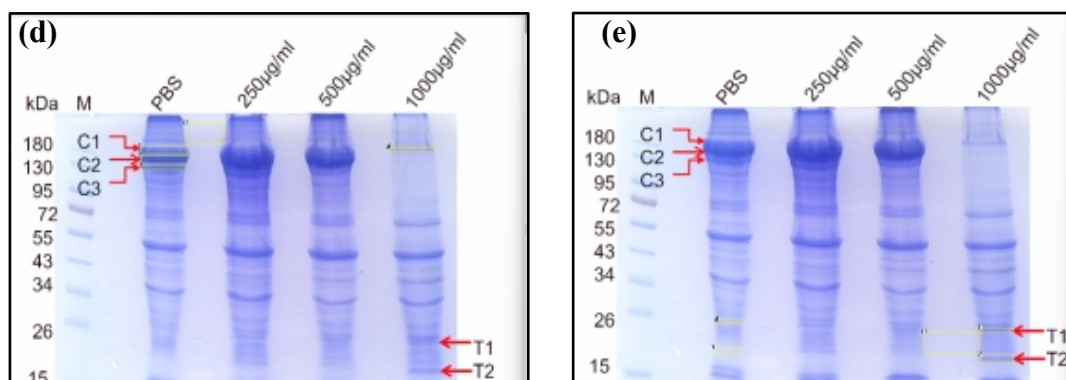 (d)
PBS
250µg/ml
500µg/ml
1000µg/ml
kDa M
180
130
95
72
55
43
34
26
15
C1
C2
C3
T1
T2
(e)
PBS
250µg/ml
500µg/ml
1000µg/ml
kDa M
180
130
95
72
55
43
34
26
15
C1
C2
C3
T1
T2